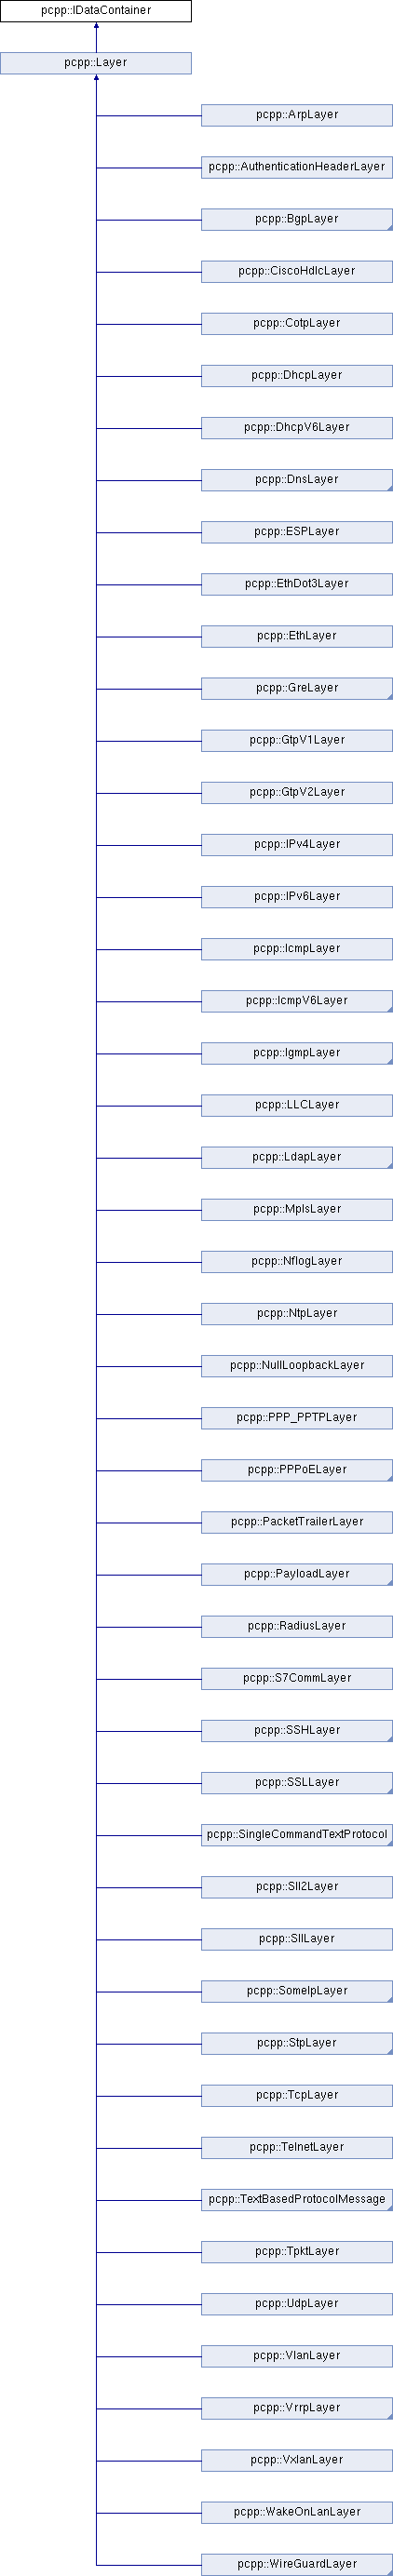 pcpp::IDataContainer
pcpp::Layer
pcpp::ArpLayer
pcpp::AuthenticationHeaderLayer
pcpp::BgpLayer
pcpp::CiscoHdlcLayer
pcpp::CotpLayer
pcpp::DhcpLayer
pcpp::DhcpV6Layer
pcpp::DnsLayer
pcpp::ESPLayer
pcpp::EthDot3Layer
pcpp::EthLayer
pcpp::GreLayer
pcpp::GtpV1Layer
pcpp::GtpV2Layer
pcpp::IPv4Layer
pcpp::IPv6Layer
pcpp::IcmpLayer
pcpp::IcmpV6Layer
pcpp::IgmpLayer
pcpp::LLCLayer
pcpp::LdapLayer
pcpp::MplsLayer
pcpp::NflogLayer
pcpp::NtpLayer
pcpp::NullLoopbackLayer
pcpp::PPP_PPTPLayer
pcpp::PPPoELayer
pcpp::PacketTrailerLayer
pcpp::PayloadLayer
pcpp::RadiusLayer
pcpp::S7CommLayer
pcpp::SSHLayer
pcpp::SSLLayer
pcpp::SingleCommandTextProtocol
pcpp::Sll2Layer
pcpp::SllLayer
pcpp::SomeIpLayer
pcpp::StpLayer
pcpp::TcpLayer
pcpp::TelnetLayer
pcpp::TextBasedProtocolMessage
pcpp::TpktLayer
pcpp::UdpLayer
pcpp::VlanLayer
pcpp::VrrpLayer
pcpp::VxlanLayer
pcpp::WakeOnLanLayer
pcpp::WireGuardLayer